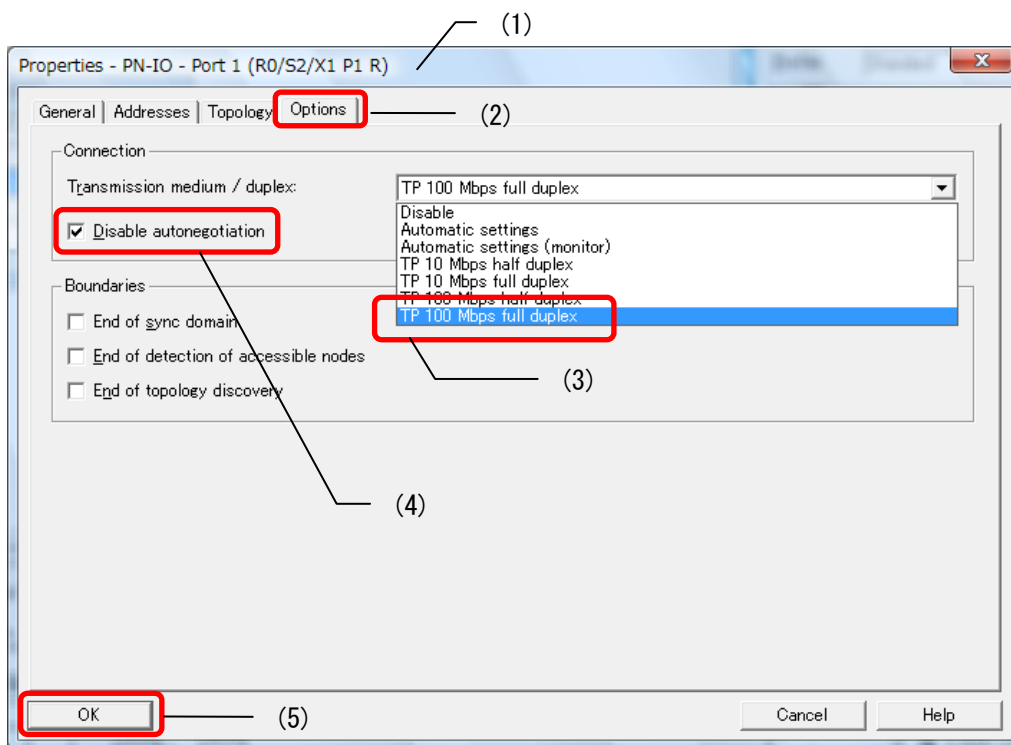 (1)
Properties - PN-IO - Port 1 (R0/S2/X1 P1 R)
General Addresses Topology Options
(2)
Connection
Transmission medium / duplex:
TP 100 Mbps full duplex
Disable autonegotiation
Disable
Automatic settings
Automatic settings (monitor)
TP 10 Mbps half duplex
TP 10 Mbps full duplex
TP 100 Mbps half duplex
TP 100 Mbps full duplex
Boundaries
End of sync domain
End of detection of accessible nodes
End of topology discovery
(3)
(4)
OK
(5)
Cancel
Help